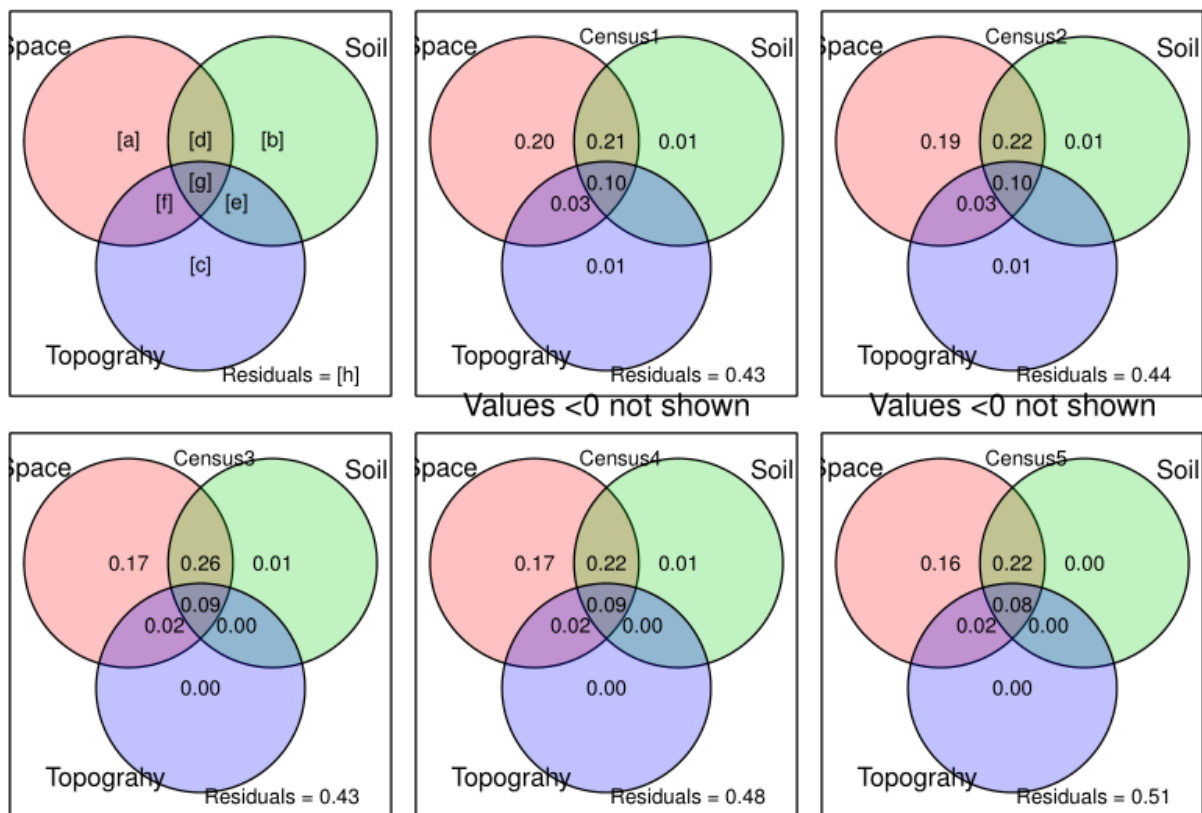 Space Soil
[a] [d] [b]
[g]
[f] [e]
[c]
Topograhy
Residuals = [h]
Census1
Soil
Space
0.20 0.21 0.01
0.10
0.03
0.01
Topograhy
Residuals = 0.43
Values <0 not shown
Census2
Space Soil
0.19 0.22 0.01
0.10
0.03
0.01
Topograhy
Residuals = 0.44
Values <0 not shown
Census3
Space Soil
0.17 0.26 0.01
0.09
0.02 0.00
0.00
Topograhy
Residuals = 0.43
Census4
Space Soil
0.17 0.22 0.01
0.09
0.02 0.00
0.00
Topograhy
Residuals = 0.48
Census5
Space Soil
0.16 0.22 0.00
0.08
0.02 0.00
0.00
Topograhy
Residuals = 0.51